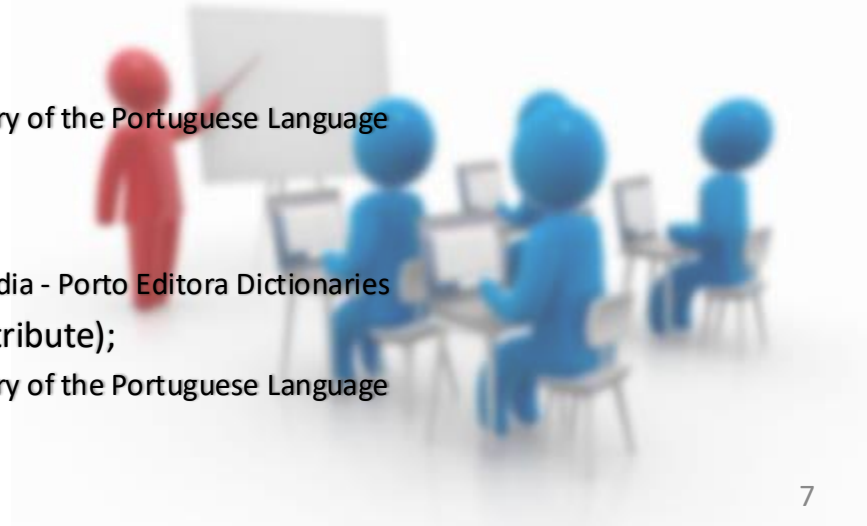 ry of the Portuguese Language
dia - Porto Editora Dictionaries
tribute);
ry of the Portuguese Language
7